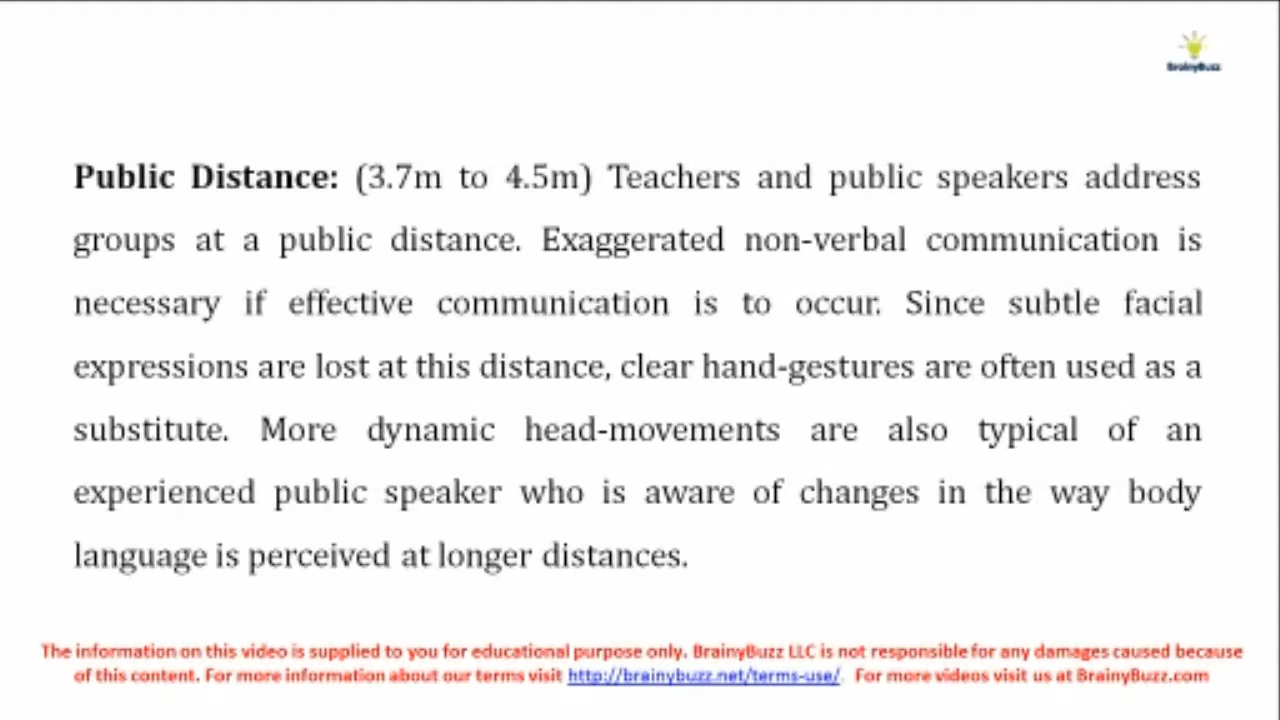 BrainyBuzz
Public Distance: (3.7m to 4.5m) Teachers and public speakers address
groups at a public distance. Exaggerated non-verbal communication is
necessary if effective communication is to occur. Since subtle facial
expressions are lost at this distance, clear hand-gestures are often used as a
substitute. More dynamic head-movements are also typical of an
experienced public speaker who is aware of changes in the way body
language is perceived at longer distances.
The information on this video is supplied to you for educational purpose only. BrainyBuzz LLC is not responsible for any damages caused because
of this content. For more information about our terms visit http://brainybuzz.net/terms-use/. For more videos visit us at BrainyBuzz.com